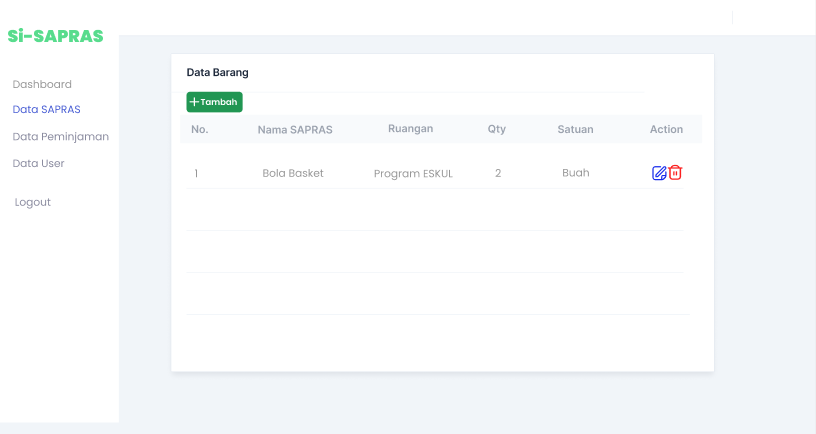 Si-SAPRAS
Dashboard
Data SAPRAS
Data Peminjaman
Data User
Logout
Data Barang
+Tambah
No. Nama SAPRAS Ruangan Qty Satuan Action
1 Bola Basket Program ESKUL 2 Buah